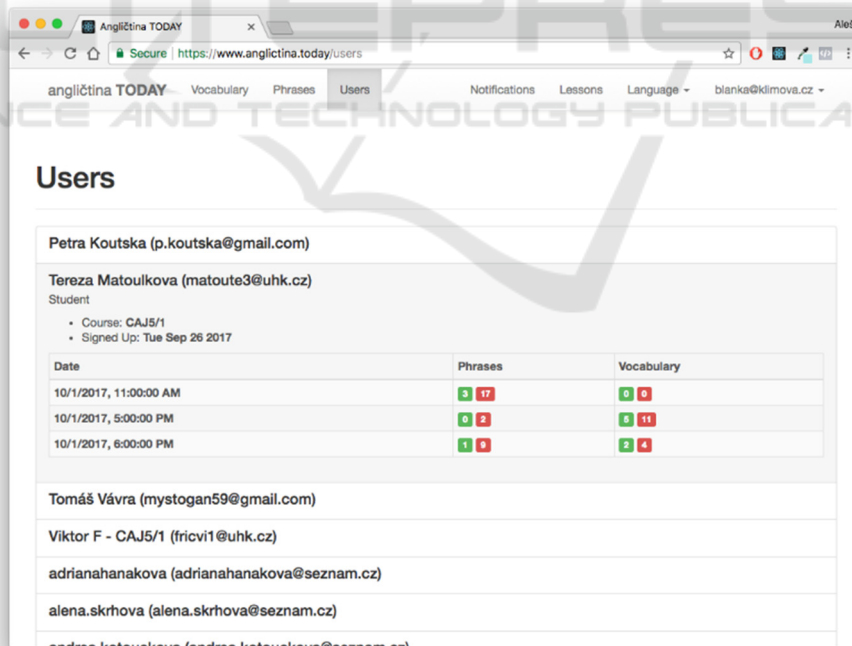 Angličtina TODAY
Aleš
Secure | https://www.anglictina.today/users
angličtina TODAY Vocabulary Phrases Users Notifications Lessons Language blanka@klimova.cz
NCE AND TECHNOLOGY PUBLICA
Users
Petra Koutska (p.koutska@gmail.com)
Tereza Matoulkova (matoute3@uhk.cz)
Student
• Course: CAJ5/1
• Signed Up: Tue Sep 26 2017
Date Phrases Vocabulary
10/1/2017, 11:00:00 AM 3 17 0 0
10/1/2017, 5:00:00 PM 0 2 5 11
10/1/2017, 6:00:00 PM 1 9 2 4
Tomáš Vávra (mystogan59@gmail.com)
Viktor F - CAJ5/1 (fricvi1@uhk.cz)
adrianahanakova (adrianahanakova@seznam.cz)
alena.skrhova (alena.skrhova@seznam.cz)